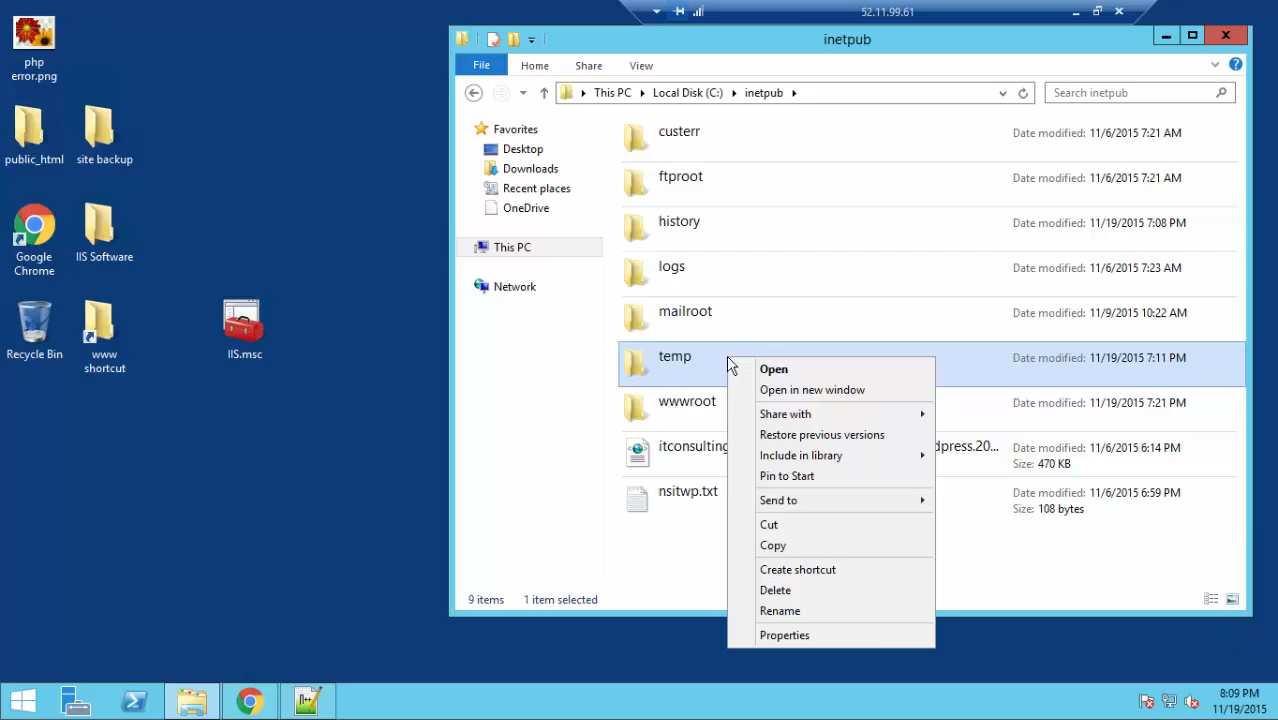 52.11.99.61
php
error.png
public_html
site backup
Google
Chrome
IIS Software
Recycle Bin
www
shortcut
IIS.msc
inetpub
File
Home
Share
View
This PC
Local Disk (C:)
inetpub
Search inetpub
Favorites
Desktop
Downloads
Recent places
OneDrive
This PC
Network
custerr
Date modified: 11/6/2015 7:21 AM
ftproot
Date modified: 11/6/2015 7:21 AM
history
Date modified: 11/19/2015 7:08 PM
logs
Date modified: 11/6/2015 7:23 AM
mailroot
Date modified: 11/9/2015 10:22 AM
temp
Date modified: 11/19/2015 7:11 PM
wwwroot
Date modified: 11/19/2015 7:21 PM
itconsulting
dpress.20...
Date modified: 11/6/2015 6:14 PM
Size: 470 KB
nsitwp.txt
Date modified: 11/6/2015 6:59 PM
Size: 108 bytes
Open
Open in new window
Share with
Restore previous versions
Include in library
Pin to Start
Send to
Cut
Copy
Create shortcut
Delete
Rename
Properties
9 items
1 item selected
8:09 PM
11/19/2015